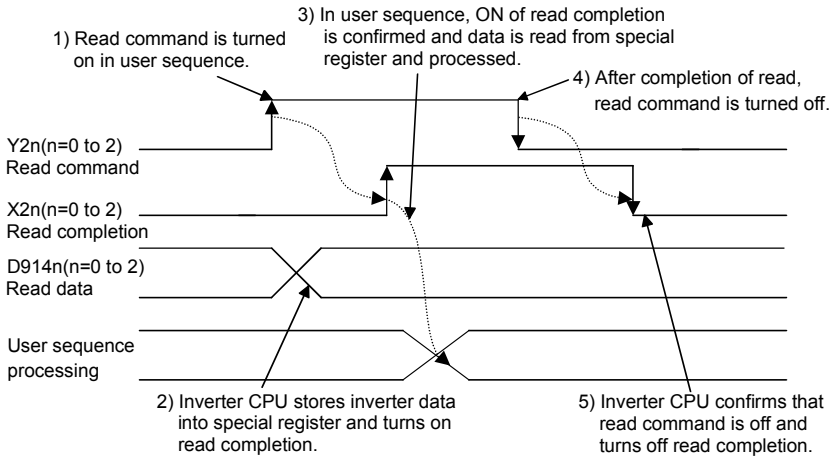 3) In user sequence, ON of read completion
is confirmed and data is read from special
register and processed.
1) Read command is turned
on in user sequence.
4) After completion of read,
read command is turned off.
Y2n(n=0 to 2)
Read command
X2n(n=0 to 2)
Read completion
D914n(n=0 to 2)
Read data
User sequence
processing
2) Inverter CPU stores inverter data
into special register and turns on
read completion.
5) Inverter CPU confirms that
read command is off and
turns off read completion.